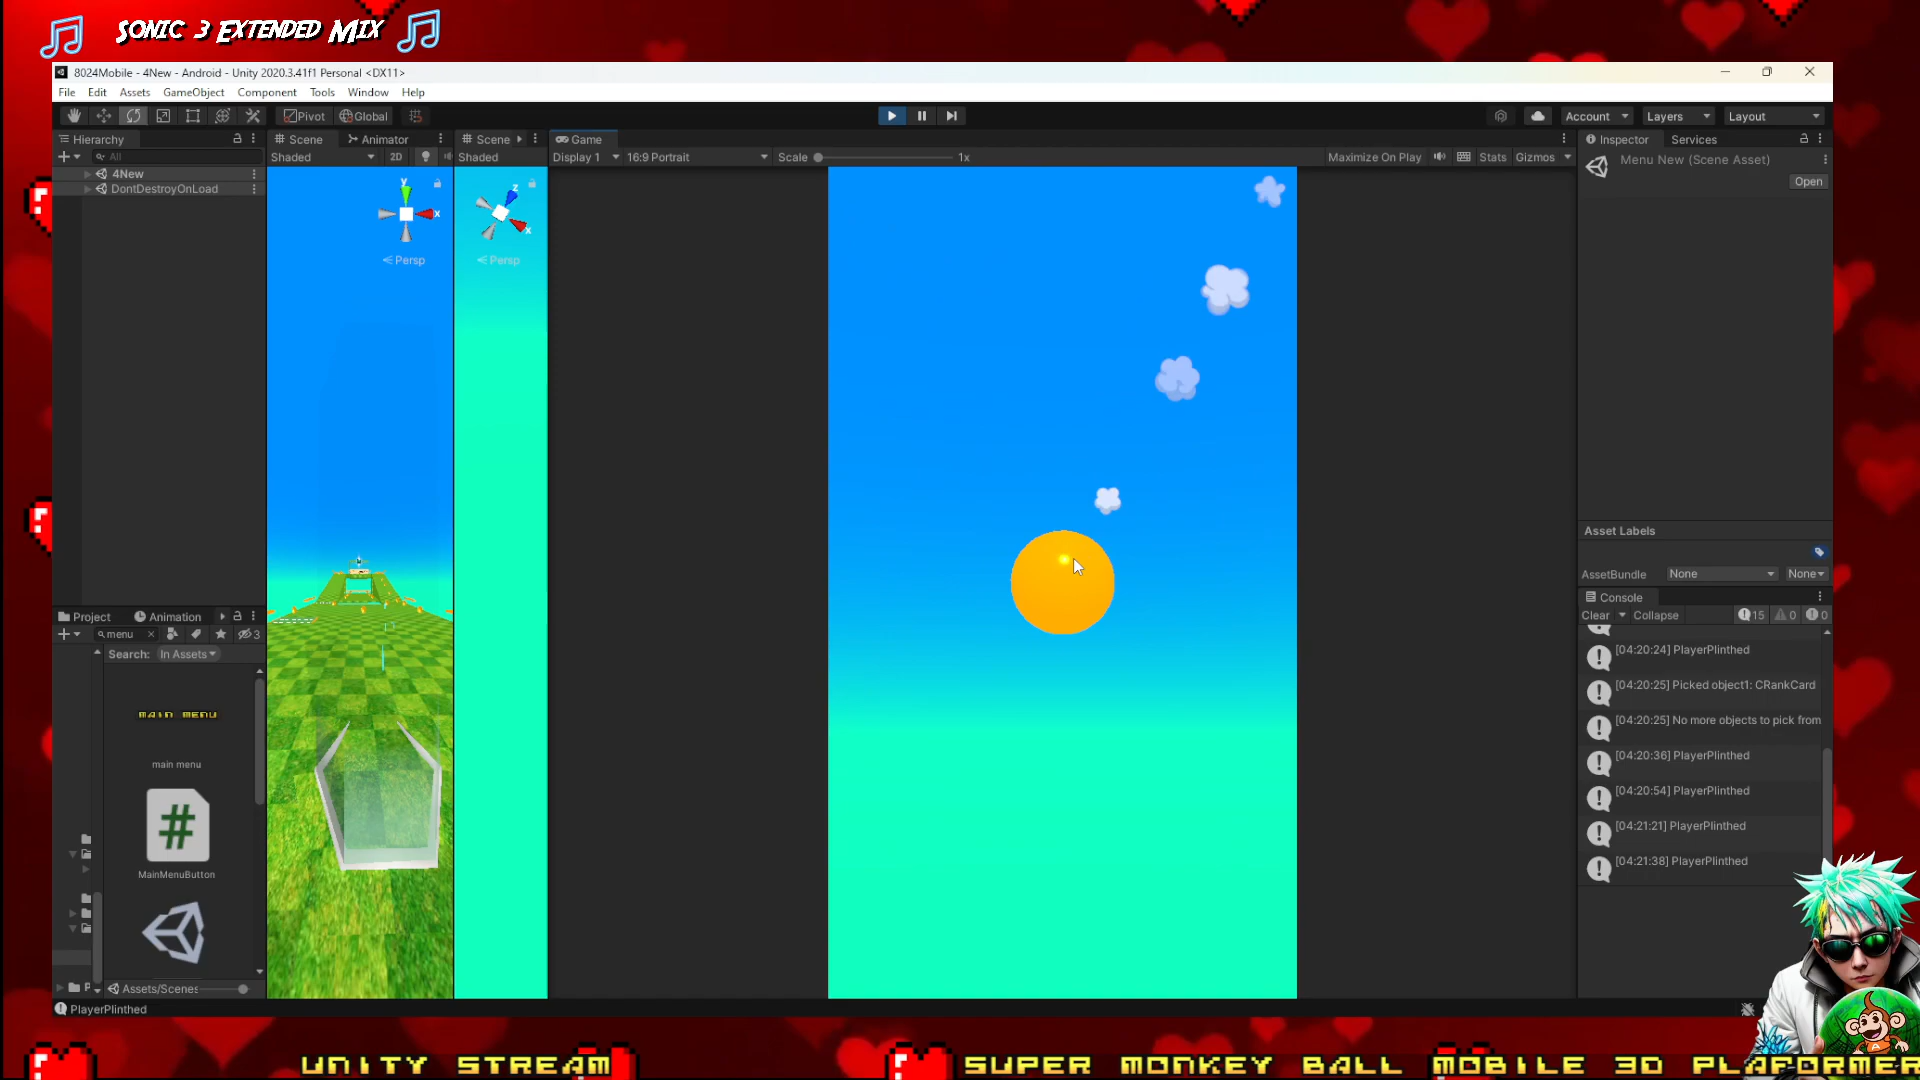 Sonic 3 Extended Mix
8024Mobile - 4New - Android - Unity 2020.3.41f1 Personal <DX11>
File Edit Assets GameObject Component Tools Window Help
Pivot Global
Account Layers Layout
Hierarchy Scene Animator Scene Game Inspector Services
All Shaded 2D Shaded Display 1 16:9 Portrait Scale 1x Maximize On Play Stats Gizmos
Menu New (Scene Asset)
Open
4New
DontDestroyOnLoad
y x z x
Persp Persp
Asset Labels
AssetBundle None None
Console
Clear Collapse 15 0 0
[04:20:24] PlayerPlinthed
[04:20:25] Picked object1: CRankCard
[04:20:25] No more objects to pick from
[04:20:36] PlayerPlinthed
[04:20:54] PlayerPlinthed
[04:21:21] PlayerPlinthed
[04:21:38] PlayerPlinthed
Project Animation
menu 3
Search: In Assets
MAIN MENU
main menu
#
MainMenuButton
P
Assets/Scenes
PlayerPlinthed
UNITY STREAM SUPER MONKEY BALL MOBILE 3D PLAFORMER